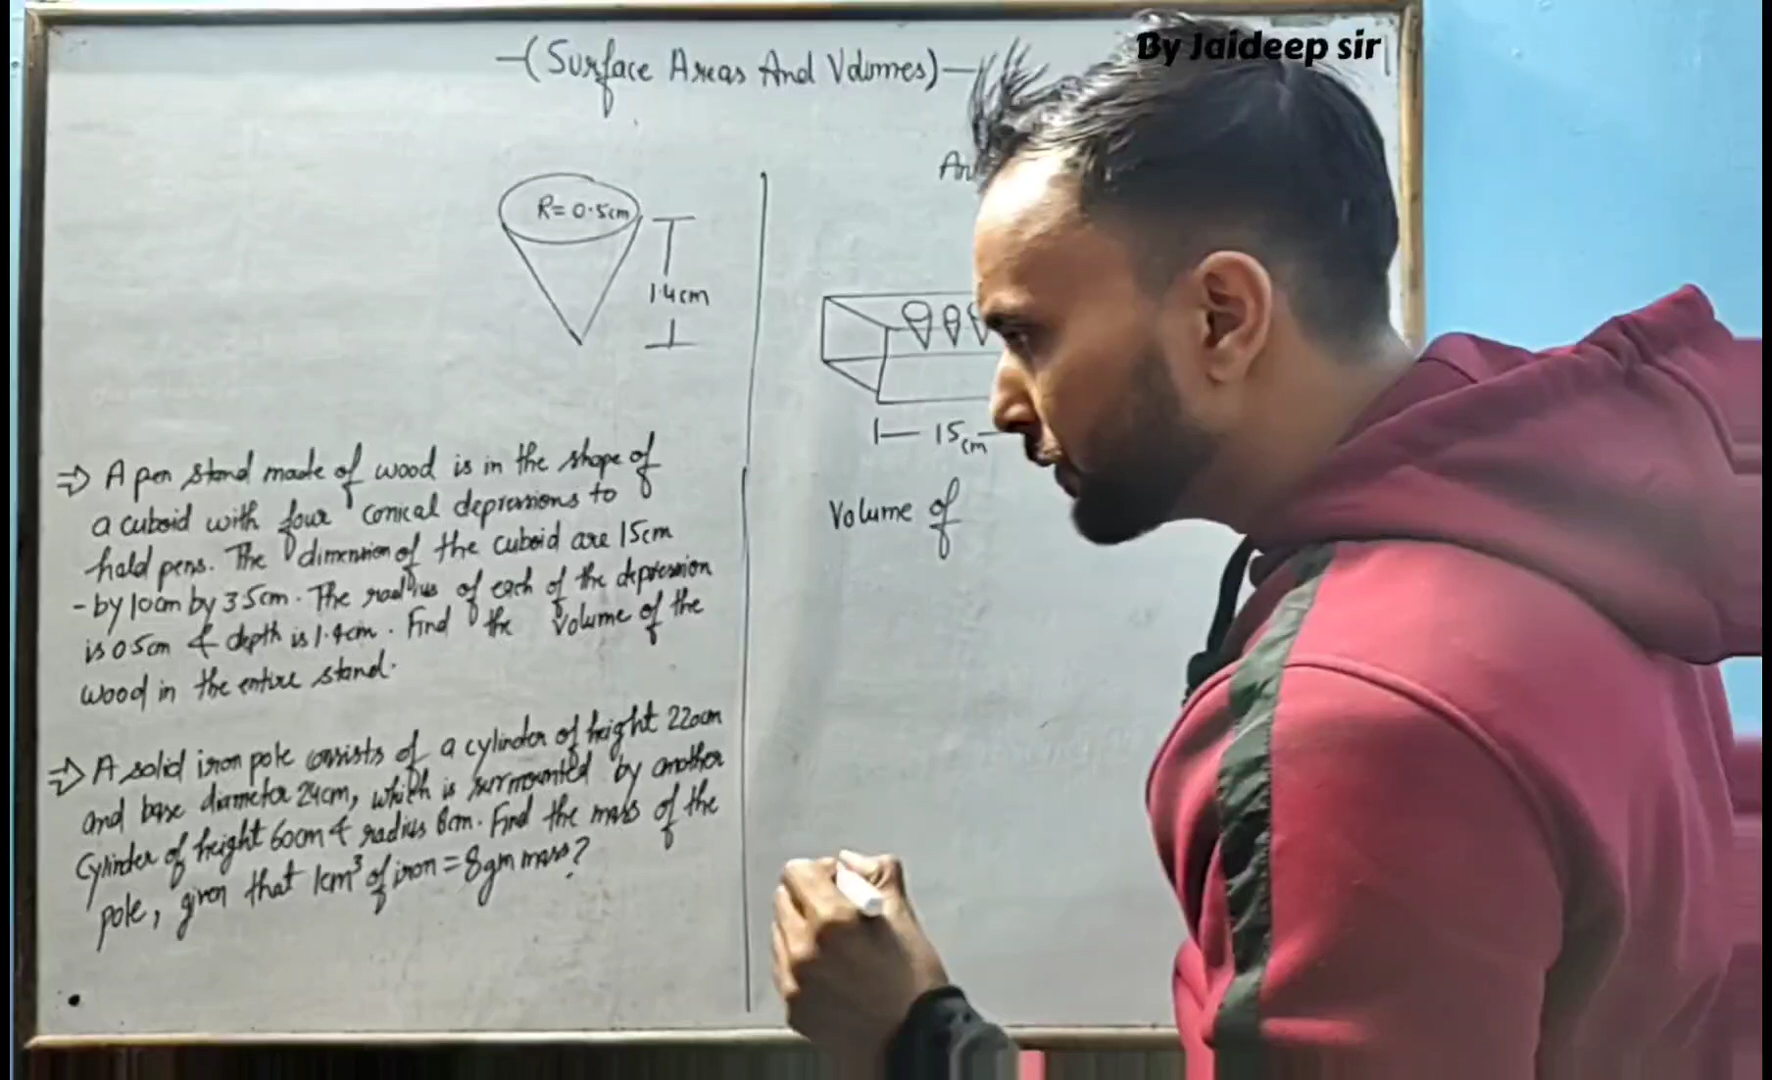 By Jaideep sir
-(Surface Areas And Volumes)-
R= 0.5cm
1.4cm
15cm
Volume of
⇒ A pen stand made of wood is in the shape of
a cuboid with four conical depressions to
hold pens. The dimension of the cuboid are 15cm
-by 10cm by 3.5cm. The radius of each of the depression
is 0.5cm & depth is 1.4cm. Find the volume of the
wood in the entire stand.
⇒ A solid iron pole consists of a cylinder of height 220cm
and base diameter 24cm, which is surmounted by another
Cylinder of height 60cm & radius 8cm. Find the mass of the
pole, given that 1cm³ of iron = 8gm mass?